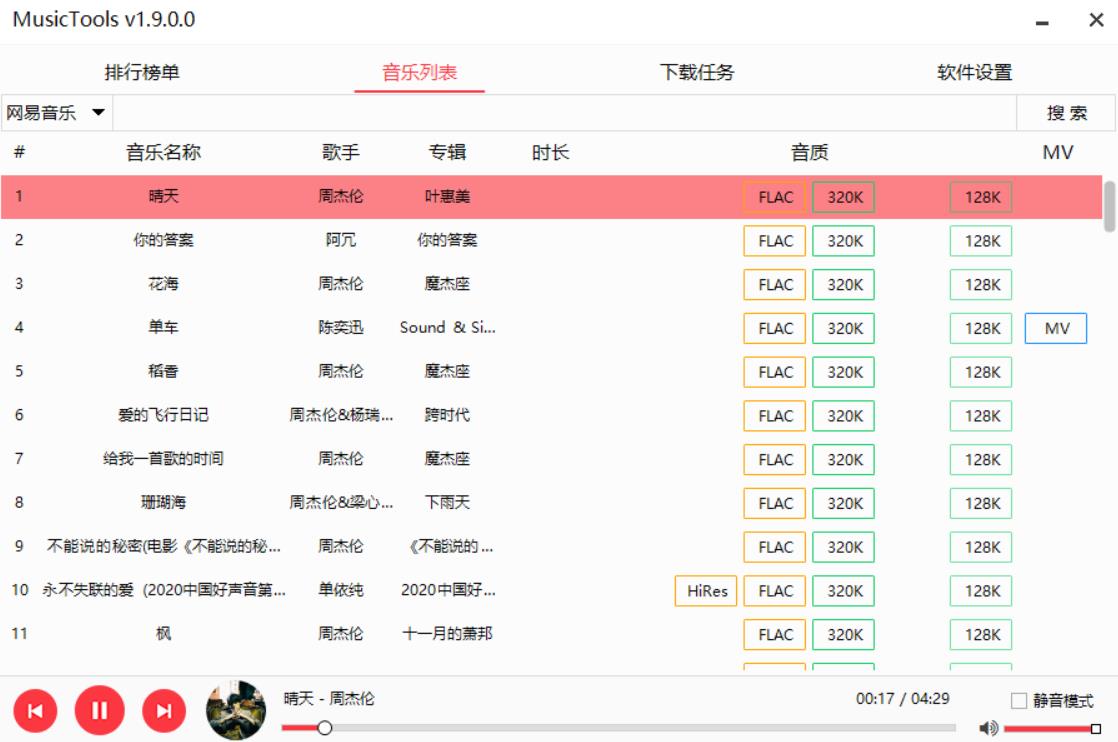 MusicTools v1.9.0.0
排行榜单 音乐列表 下载任务 软件设置
网易音乐 搜 索
# 音乐名称 歌手 专辑 时长 音质 MV
1 晴天 周杰伦 叶惠美 FLAC 320K 128K
2 你的答案 阿冗 你的答案 FLAC 320K 128K
3 花海 周杰伦 魔杰座 FLAC 320K 128K
4 单车 陈奕迅 Sound & Si... FLAC 320K 128K MV
5 稻香 周杰伦 魔杰座 FLAC 320K 128K
6 爱的飞行日记 周杰伦&杨瑞... 跨时代 FLAC 320K 128K
7 给我一首歌的时间 周杰伦 魔杰座 FLAC 320K 128K
8 珊瑚海 周杰伦&梁心... 下雨天 FLAC 320K 128K
9 不能说的秘密(电影《不能说的秘... 周杰伦 《不能说的... FLAC 320K 128K
10 永不失联的爱 (2020中国好声音第... 单依纯 2020中国好... HiRes FLAC 320K 128K
11 枫 周杰伦 十一月的萧邦 FLAC 320K 128K
晴天 - 周杰伦 00:17 / 04:29 静音模式